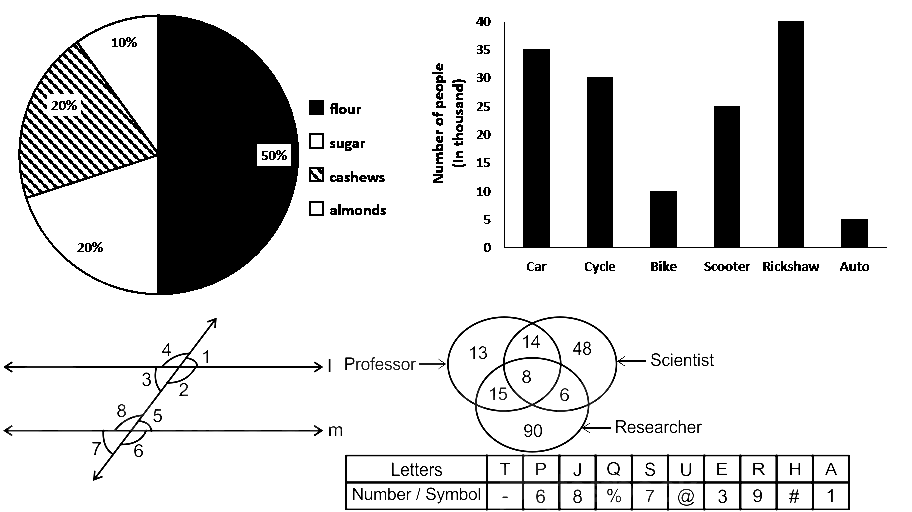 10%
20%
50%
20%
flour
sugar
cashews
almonds
Number of people
(In thousand)
40
35
30
25
20
15
10
5
0
Car Cycle Bike Scooter Rickshaw Auto
4 1
3 2
l
8 5
7 6
m
Professor
13 14 48
Scientist
8
15 6
90
Researcher
Letters T P J Q S U E R H A
Number / Symbol - 6 8 % 7 @ 3 9 # 1